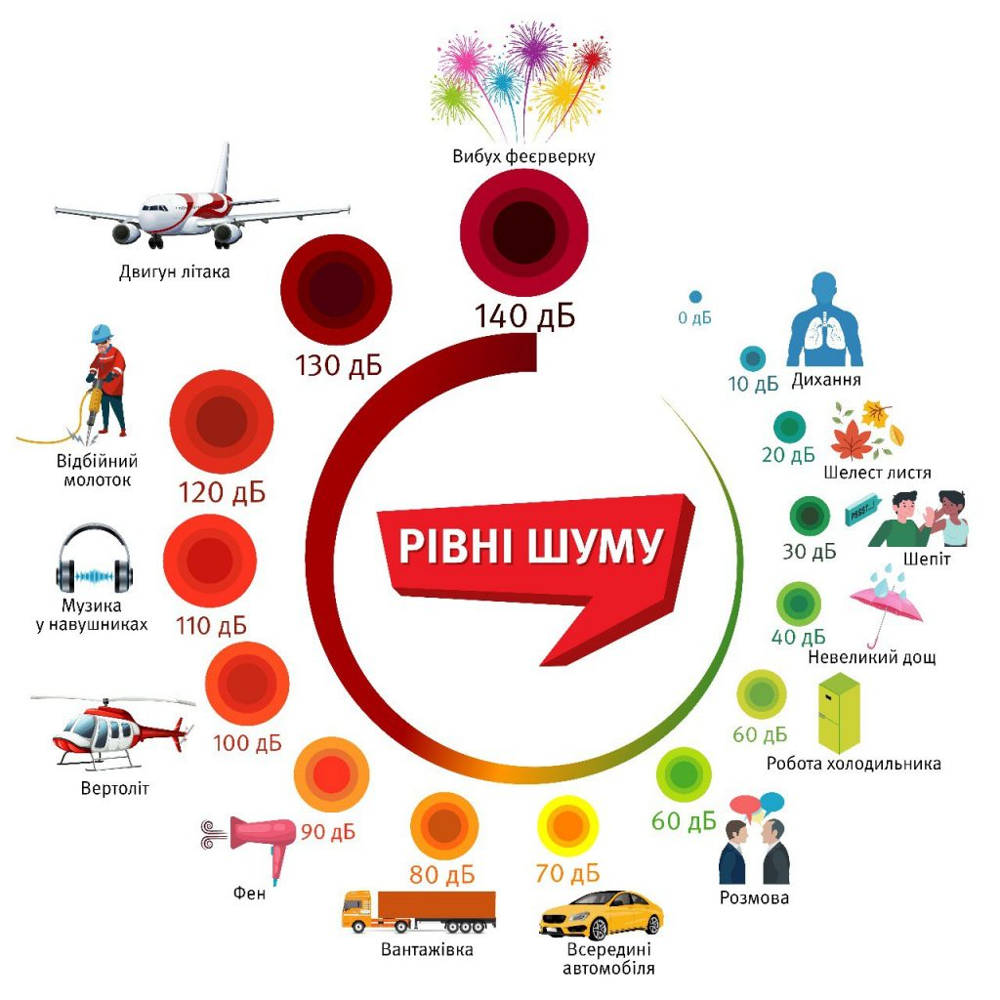 Вибух феєрверку
140 дБ
0 дБ
10 дБ
Дихання
20 дБ
Шелест листя
PSSST...!
30 дБ
Шепіт
40 дБ
Невеликий дощ
60 дБ
Робота холодильника
60 дБ
Розмова
70 дБ
Всередині
автомобіля
80 дБ
Вантажівка
90 дБ
Фен
100 дБ
Вертоліт
110 дБ
Музика
у навушниках
120 дБ
Відбійний
молоток
130 дБ
Двигун літака
РІВНІ ШУМУ